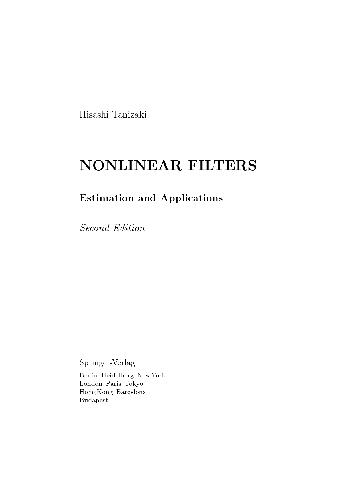 Hisashi Tanizaki
NONLINEAR FILTERS
Estimation and Applications
Second Edition
Springer-Verlag
Berlin Heidelberg New York
London Paris Tokyo
Hong Kong Barcelona
Budapest